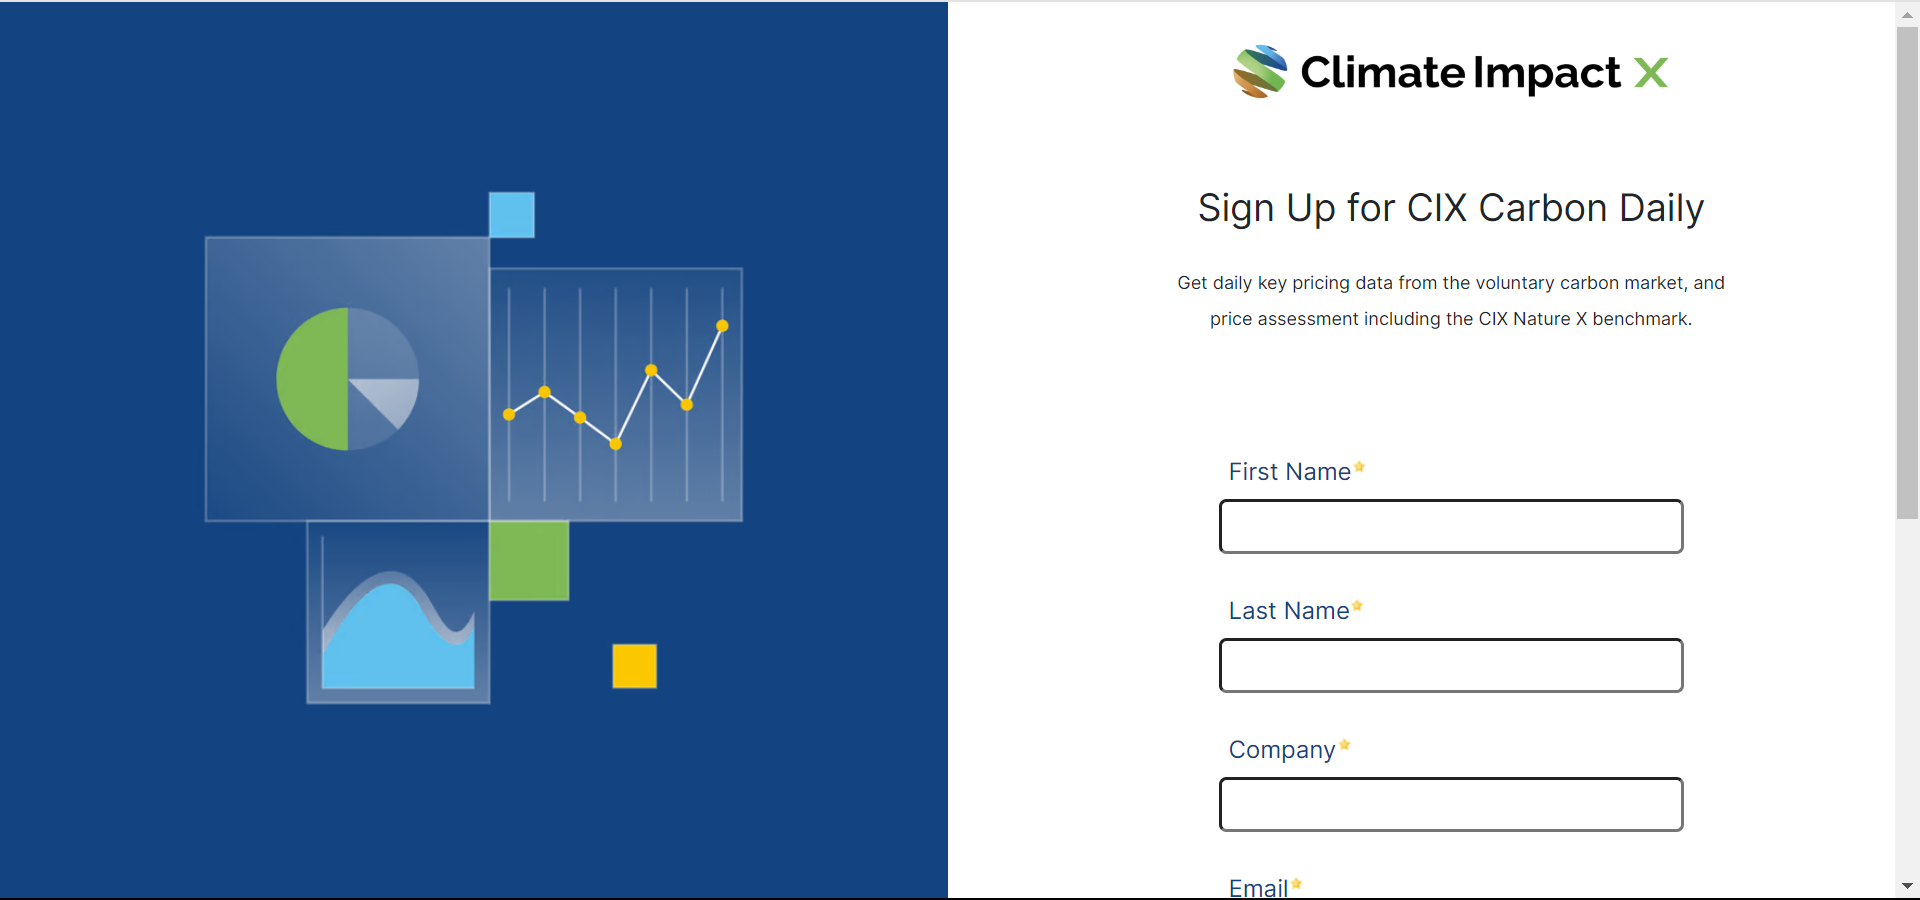 Climate Impact X
Sign Up for CIX Carbon Daily
Get daily key pricing data from the voluntary carbon market, and
price assessment including the CIX Nature X benchmark.
First Name
Last Name
Company
Email